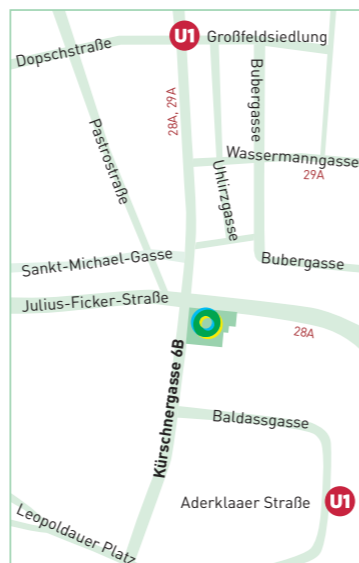 U1 Großfeldsiedlung
Dopschstraße
Bubergasse
28A, 29A
Pastrostraße
Wassermanngasse
29A
Uhlirzgasse
Sankt-Michael-Gasse
Bubergasse
Julius-Ficker-Straße
28A
Kürschnergasse 6B
Baldassgasse
Aderklaaer Straße U1
Leopoldauer Platz